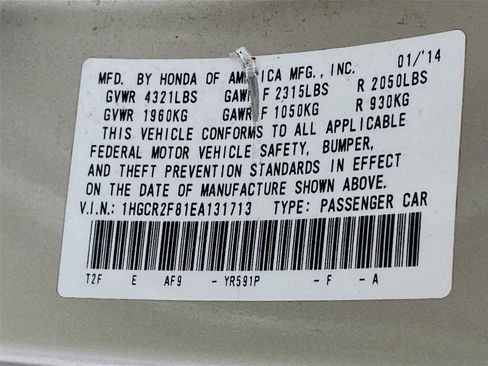 MFD. BY HONDA OF AMERICA MFG., INC. 01/'14
GVWR 4321LBS GAWR F 2315LBS R 2050LBS
GVWR 1960KG GAWR F 1050KG R 930KG
THIS VEHICLE CONFORMS TO ALL APPLICABLE
FEDERAL MOTOR VEHICLE SAFETY, BUMPER,
AND THEFT PREVENTION STANDARDS IN EFFECT
ON THE DATE OF MANUFACTURE SHOWN ABOVE.
V.I.N.: 1HGCR2F81EA131713 TYPE: PASSENGER CAR
T2F E AF9 - YR591P - F - A